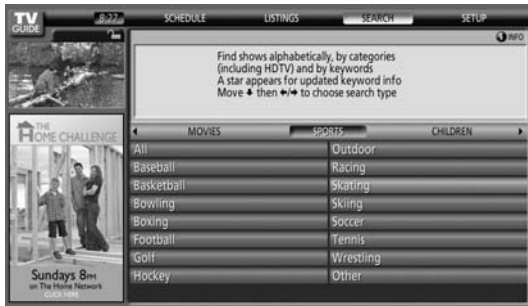 TV
GUIDE
8:27
SCHEDULE
LISTINGS
SEARCH
SETUP
INFO
Find shows alphabetically, by categories
(including HDTV) and by keywords
A star appears for updated keyword info
Move ↓ then ←/→ to choose search type
THE
HOME CHALLENGE
Sundays 8PM
on The Home Network
CLICK HERE
MOVIES
SPORTS
CHILDREN
All
Outdoor
Baseball
Racing
Basketball
Skating
Bowling
Skiing
Boxing
Soccer
Football
Tennis
Golf
Wrestling
Hockey
Other